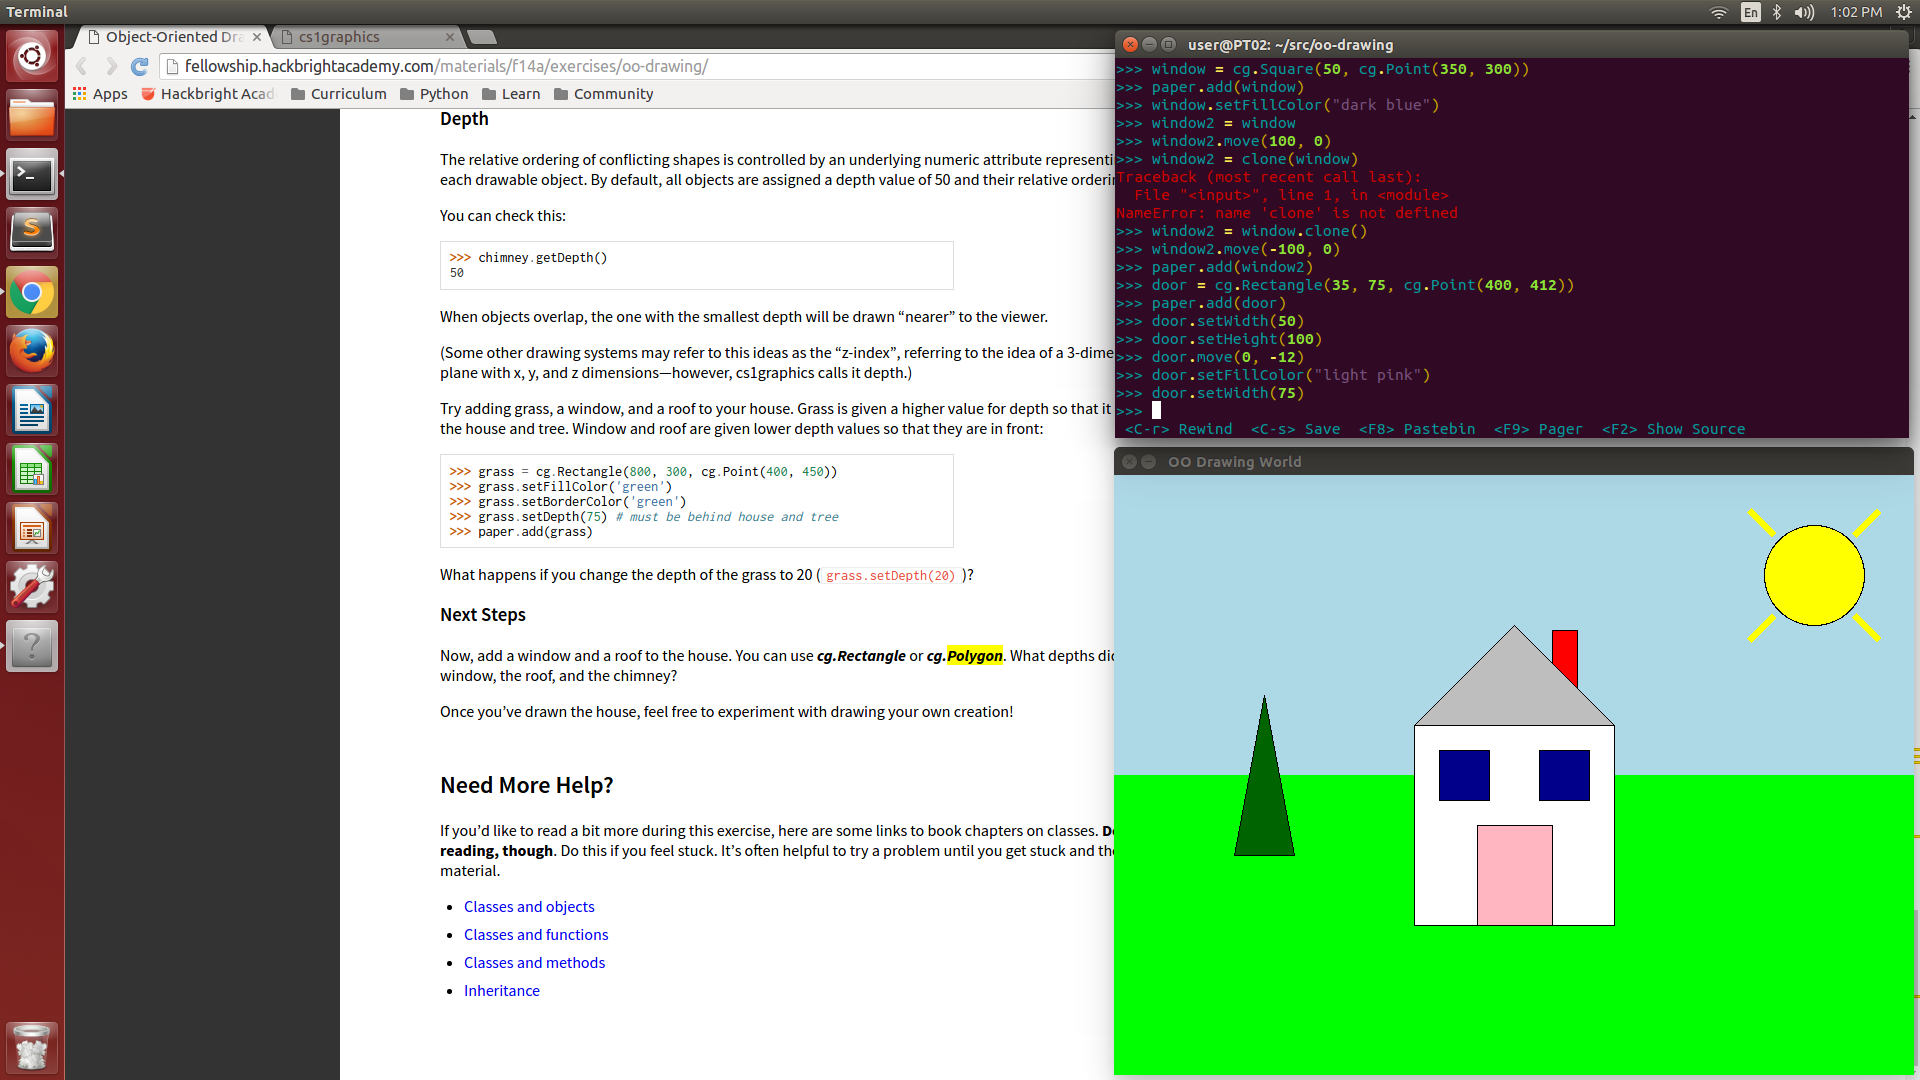 Terminal
En
1:02 PM
Object-Oriented Dra
cs1graphics
fellowship.hackbrightacademy.com/materials/f14a/exercises/oo-drawing/
Apps Hackbright Acad Curriculum Python Learn Community
Depth
The relative ordering of conflicting shapes is controlled by an underlying numeric attribute representi
each drawable object. By default, all objects are assigned a depth value of 50 and their relative orderin
You can check this:
>>> chimney.getDepth()
50
When objects overlap, the one with the smallest depth will be drawn “nearer” to the viewer.
(Some other drawing systems may refer to this ideas as the “z-index”, referring to the idea of a 3-dime
plane with x, y, and z dimensions—however, cs1graphics calls it depth.)
Try adding grass, a window, and a roof to your house. Grass is given a higher value for depth so that it
the house and tree. Window and roof are given lower depth values so that they are in front:
>>> grass = cg.Rectangle(800, 300, cg.Point(400, 450))
>>> grass.setFillColor('green')
>>> grass.setBorderColor('green')
>>> grass.setDepth(75) # must be behind house and tree
>>> paper.add(grass)
What happens if you change the depth of the grass to 20 ( grass.setDepth(20) )?
Next Steps
Now, add a window and a roof to the house. You can use cg.Rectangle or cg.Polygon. What depths did
window, the roof, and the chimney?
Once you’ve drawn the house, feel free to experiment with drawing your own creation!
Need More Help?
If you’d like to read a bit more during this exercise, here are some links to book chapters on classes. Do
reading, though. Do this if you feel stuck. It’s often helpful to try a problem until you get stuck and the
material.
• Classes and objects
• Classes and functions
• Classes and methods
• Inheritance
user@PT02: ~/src/oo-drawing
>>> window = cg.Square(50, cg.Point(350, 300))
>>> paper.add(window)
>>> window.setFillColor("dark blue")
>>> window2 = window
>>> window2.move(100, 0)
>>> window2 = clone(window)
Traceback (most recent call last):
File "<input>", line 1, in <module>
NameError: name 'clone' is not defined
>>> window2 = window.clone()
>>> window2.move(-100, 0)
>>> paper.add(window2)
>>> door = cg.Rectangle(35, 75, cg.Point(400, 412))
>>> paper.add(door)
>>> door.setWidth(50)
>>> door.setHeight(100)
>>> door.move(0, -12)
>>> door.setFillColor("light pink")
>>> door.setWidth(75)
>>>
<C-r> Rewind <C-s> Save <F8> Pastebin <F9> Pager <F2> Show Source
OO Drawing World